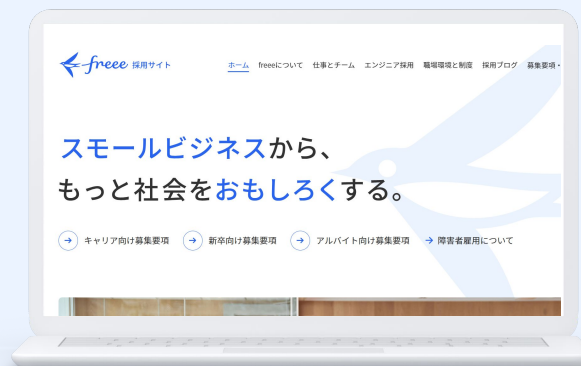 freee 採用サイト
ホーム freeeについて 仕事とチーム エンジニア採用 職場環境と制度 採用ブログ 募集要項
スモールビジネスから、
もっと社会をおもしろくする。
キャリア向け募集要項 新卒向け募集要項 アルバイト向け募集要項 障害者雇用について